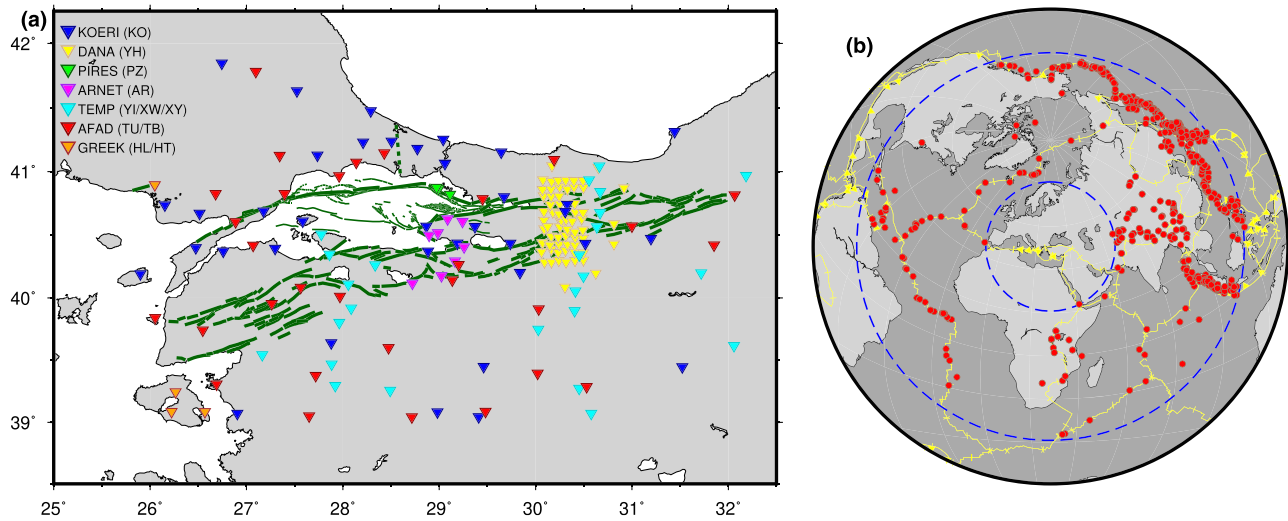 (a)
KOERI (KO)
DANA (YH)
PIRES (PZ)
ARNET (AR)
TEMP (YI/XW/XY)
AFAD (TU/TB)
GREEK (HL/HT)
42˚
41˚
40˚
39˚
25˚ 26˚ 27˚ 28˚ 29˚ 30˚ 31˚ 32˚
(b)